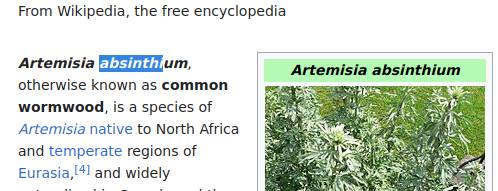 From Wikipedia, the free encyclopedia
Artemisia absinthium,
otherwise known as common
wormwood, is a species of
Artemisia native to North Africa
and temperate regions of
Eurasia,[4] and widely
Artemisia absinthium